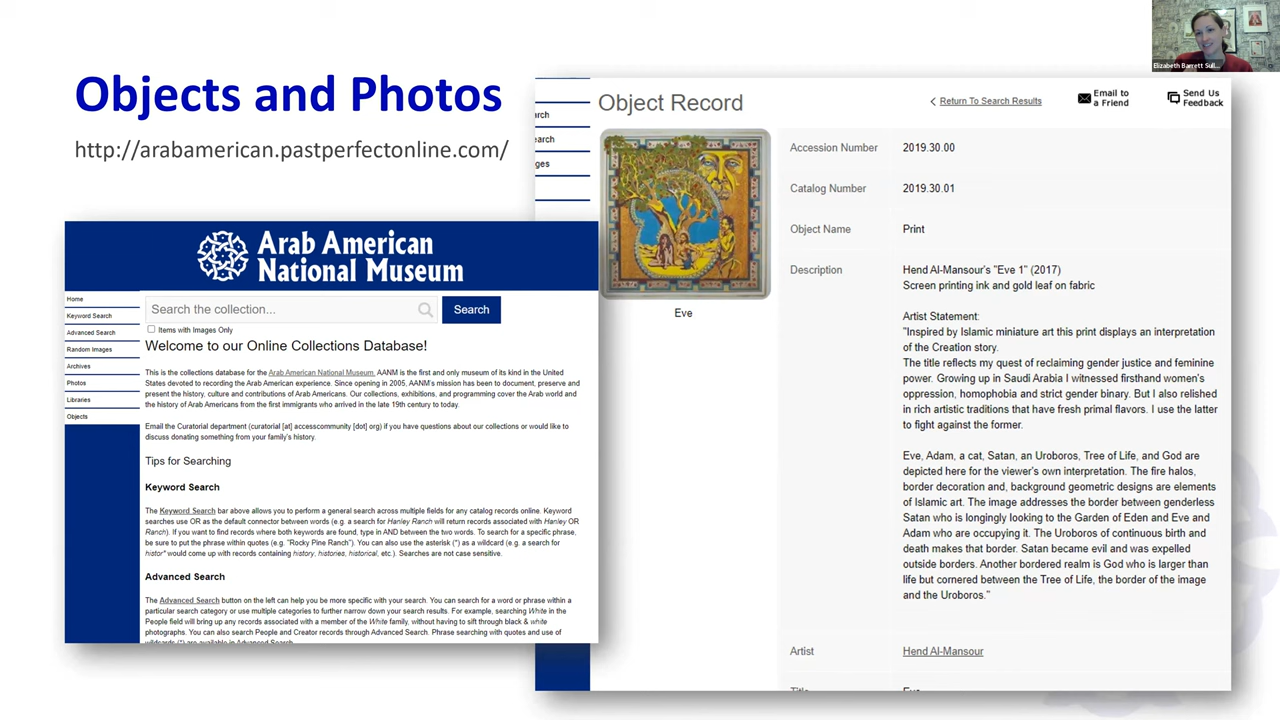 Objects and Photos
http://arabamerican.pastperfectonline.com/
Elizabeth Barrett Sull...
Arab American
National Museum
Home
Keyword Search
Advanced Search
Random Images
Archives
Photos
Libraries
Objects
Search the collection...
Search
Items with Images Only
Welcome to our Online Collections Database!
This is the collections database for the Arab American National Museum. AANM is the first and only museum of its kind in the United
States devoted to recording the Arab American experience. Since opening in 2005, AANM's mission has been to document, preserve and
present the history, culture and contributions of Arab Americans. Our collections, exhibitions, and programming cover the Arab world and
the history of Arab Americans from the first immigrants who arrived in the late 19th century to today.
Email the Curatorial department (curatorial [at] accesscommunity [dot] org) if you have questions about our collections or would like to
discuss donating something from your family's history.
Tips for Searching
Keyword Search
The Keyword Search bar above allows you to perform a general search across multiple fields for any catalog records online. Keyword
searches use OR as the default connector between words (e.g. a search for Hanley Ranch will return records associated with Hanley OR
Ranch). If you want to find records where both keywords are found, type in AND between the two words. To search for a specific phrase,
be sure to put the phrase within quotes (e.g. "Rocky Pine Ranch"). You can also use the asterisk (*) as a wildcard (e.g. a search for
histor* would come up with records containing history, histories, historical, etc.). Searches are not case sensitive.
Advanced Search
The Advanced Search button on the left can help you be more specific with your search. You can search for a word or phrase within a
particular search category or use multiple categories to further narrow down your search results. For example, searching White in the
People field will bring up any records associated with a member of the White family, without having to sift through black & white
photographs. You can also search People and Creator records through Advanced Search. Phrase searching with quotes and use of
wildcards (*) are available in Advanced Search.
rch
earch
ges
Object Record
Return To Search Results
Email to
a Friend
Send Us
Feedback
Eve
Accession Number
2019.30.00
Catalog Number
2019.30.01
Object Name
Print
Description
Hend Al-Mansour's "Eve 1" (2017)
Screen printing ink and gold leaf on fabric
Artist Statement:
"Inspired by Islamic miniature art this print displays an interpretation
of the Creation story.
The title reflects my quest of reclaiming gender justice and feminine
power. Growing up in Saudi Arabia I witnessed firsthand women's
oppression, homophobia and strict gender binary. But I also relished
in rich artistic traditions that have fresh primal flavors. I use the latter
to fight against the former.
Eve, Adam, a cat, Satan, an Uroboros, Tree of Life, and God are
depicted here for the viewer's own interpretation. The fire halos,
border decoration and, background geometric designs are elements
of Islamic art. The image addresses the border between genderless
Satan who is longingly looking to the Garden of Eden and Eve and
Adam who are occupying it. The Uroboros of continuous birth and
death makes that border. Satan became evil and was expelled
outside borders. Another bordered realm is God who is larger than
life but cornered between the Tree of Life, the border of the image
and the Uroboros."
Artist
Hend Al-Mansour
Title
Eve